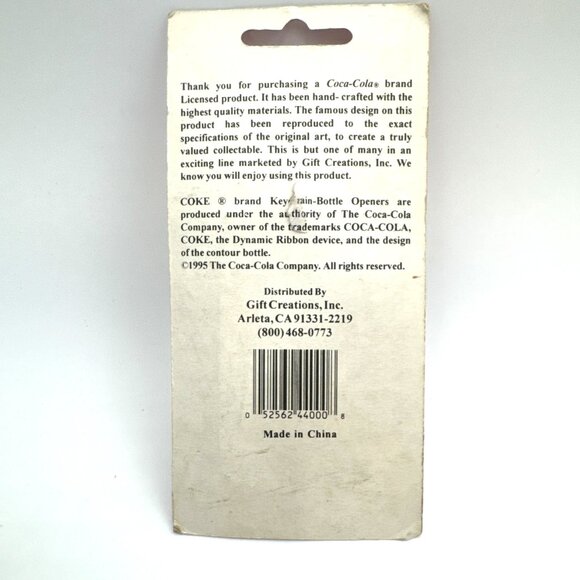 Thank you for purchasing a Coca-Cola® brand
Licensed product. It has been hand- crafted with the
highest quality materials. The famous design on this
product has been reproduced to the exact
specifications of the original art, to create a truly
valued collectable. This is but one of many in an
exciting line marketed by Gift Creations, Inc. We
know you will enjoy using this product.
COKE ® brand Keychain-Bottle Openers are
produced under the authority of The Coca-Cola
Company, owner of the trademarks COCA-COLA,
COKE, the Dynamic Ribbon device, and the design
of the contour bottle.
©1995 The Coca-Cola Company. All rights reserved.
Distributed By
Gift Creations, Inc.
Arleta, CA 91331-2219
(800) 468-0773
0 52562 44000 8
Made in China